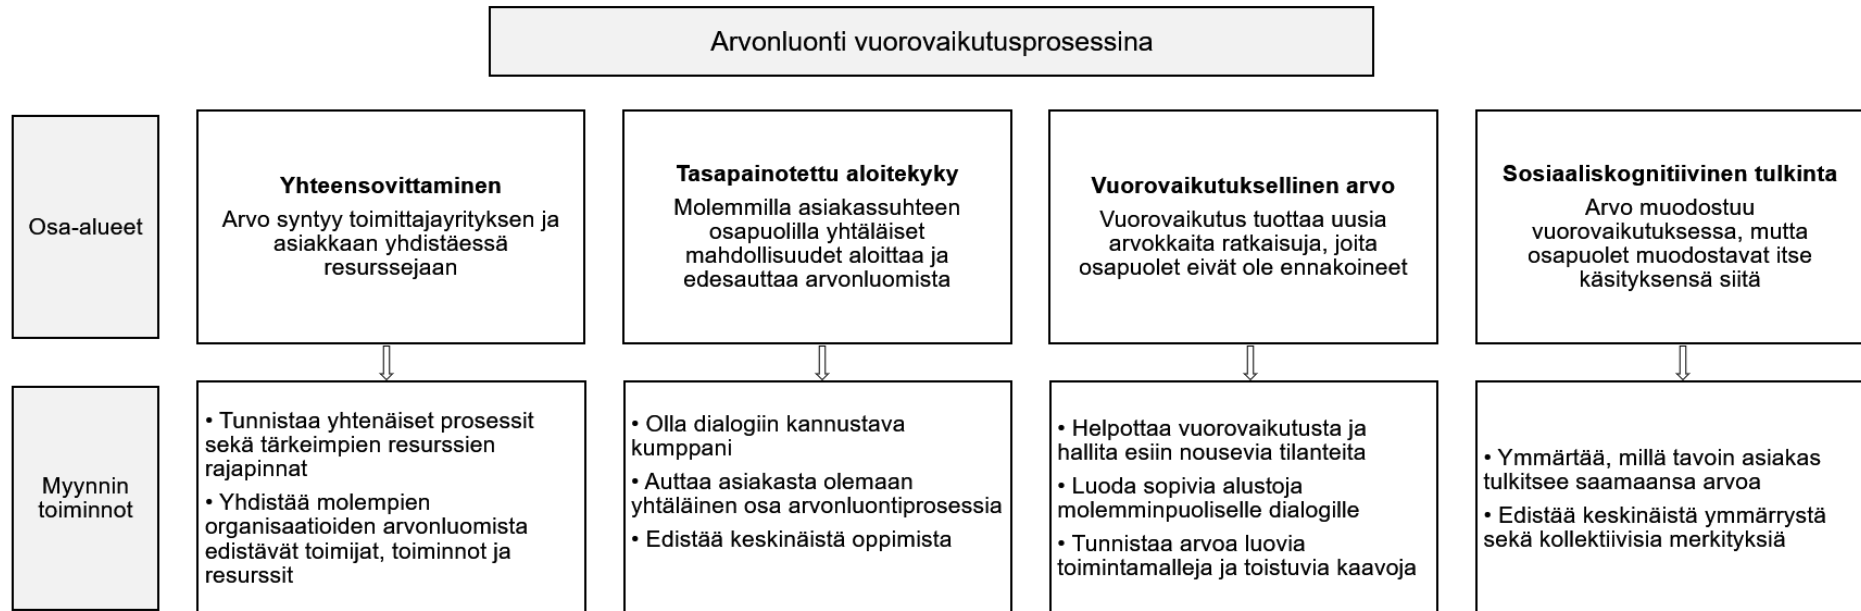 Arvonluonti vuorovaikutusprosessina
Osa-alueet
Yhteensovittaminen
Arvo syntyy toimittajayrityksen ja
asiakkaan yhdistäessä
resurssejaan
Tasapainotettu aloitekyky
Molemmilla asiakassuhteen
osapuolilla yhtäläiset
mahdollisuudet aloittaa ja
edesauttaa arvonluomista
Vuorovaikutuksellinen arvo
Vuorovaikutus tuottaa uusia
arvokkaita ratkaisuja, joita
osapuolet eivät ole ennakoineet
Sosiaaliskognitiivinen tulkinta
Arvo muodostuu
vuorovaikutuksessa, mutta
osapuolet muodostavat itse
käsityksensä siitä
Myynnin
toiminnot
• Tunnistaa yhtenäiset prosessit
sekä tärkeimpien resurssien
rajapinnat
• Yhdistää molempien
organisaatioiden arvonluomista
edistävät toimijat, toiminnot ja
resurssit
• Olla dialogiin kannustava
kumppani
• Auttaa asiakasta olemaan
yhtäläinen osa arvonluontiprosessia
• Edistää keskinäistä oppimista
• Helpottaa vuorovaikutusta ja
hallita esiin nousevia tilanteita
• Luoda sopivia alustoja
molemminpuoliselle dialogille
• Tunnistaa arvoa luovia
toimintamalleja ja toistuvia kaavoja
• Ymmärtää, millä tavoin asiakas
tulkitsee saamaansa arvoa
• Edistää keskinäistä ymmärrystä
sekä kollektiivisia merkityksiä